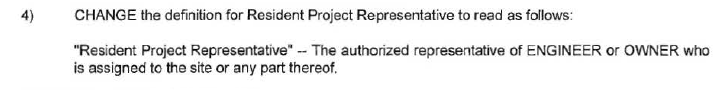 4) CHANGE the definition for Resident Project Representative to read as follows:
"Resident Project Representative" -- The authorized representative of ENGINEER or OWNER who
is assigned to the site or any part thereof.